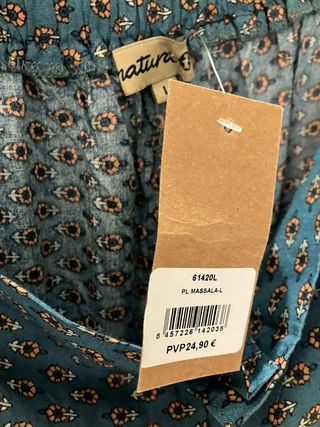 natura
L
61420L
PL MASSALA-L
8 457226 142038
PVP24,90 €